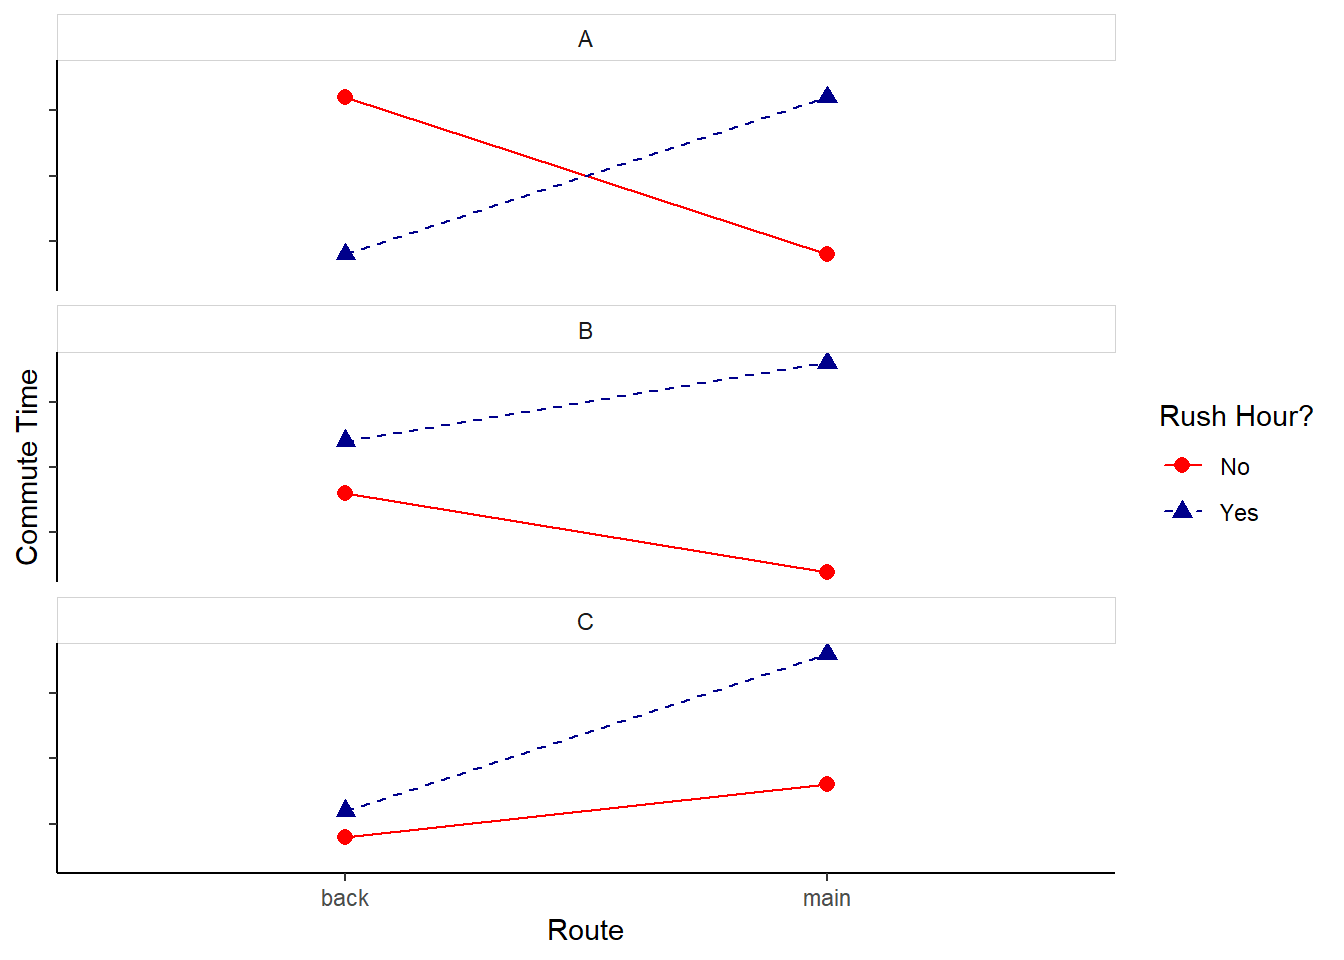 A
B
C
Commute Time
back
main
Route
Rush Hour?
No
Yes